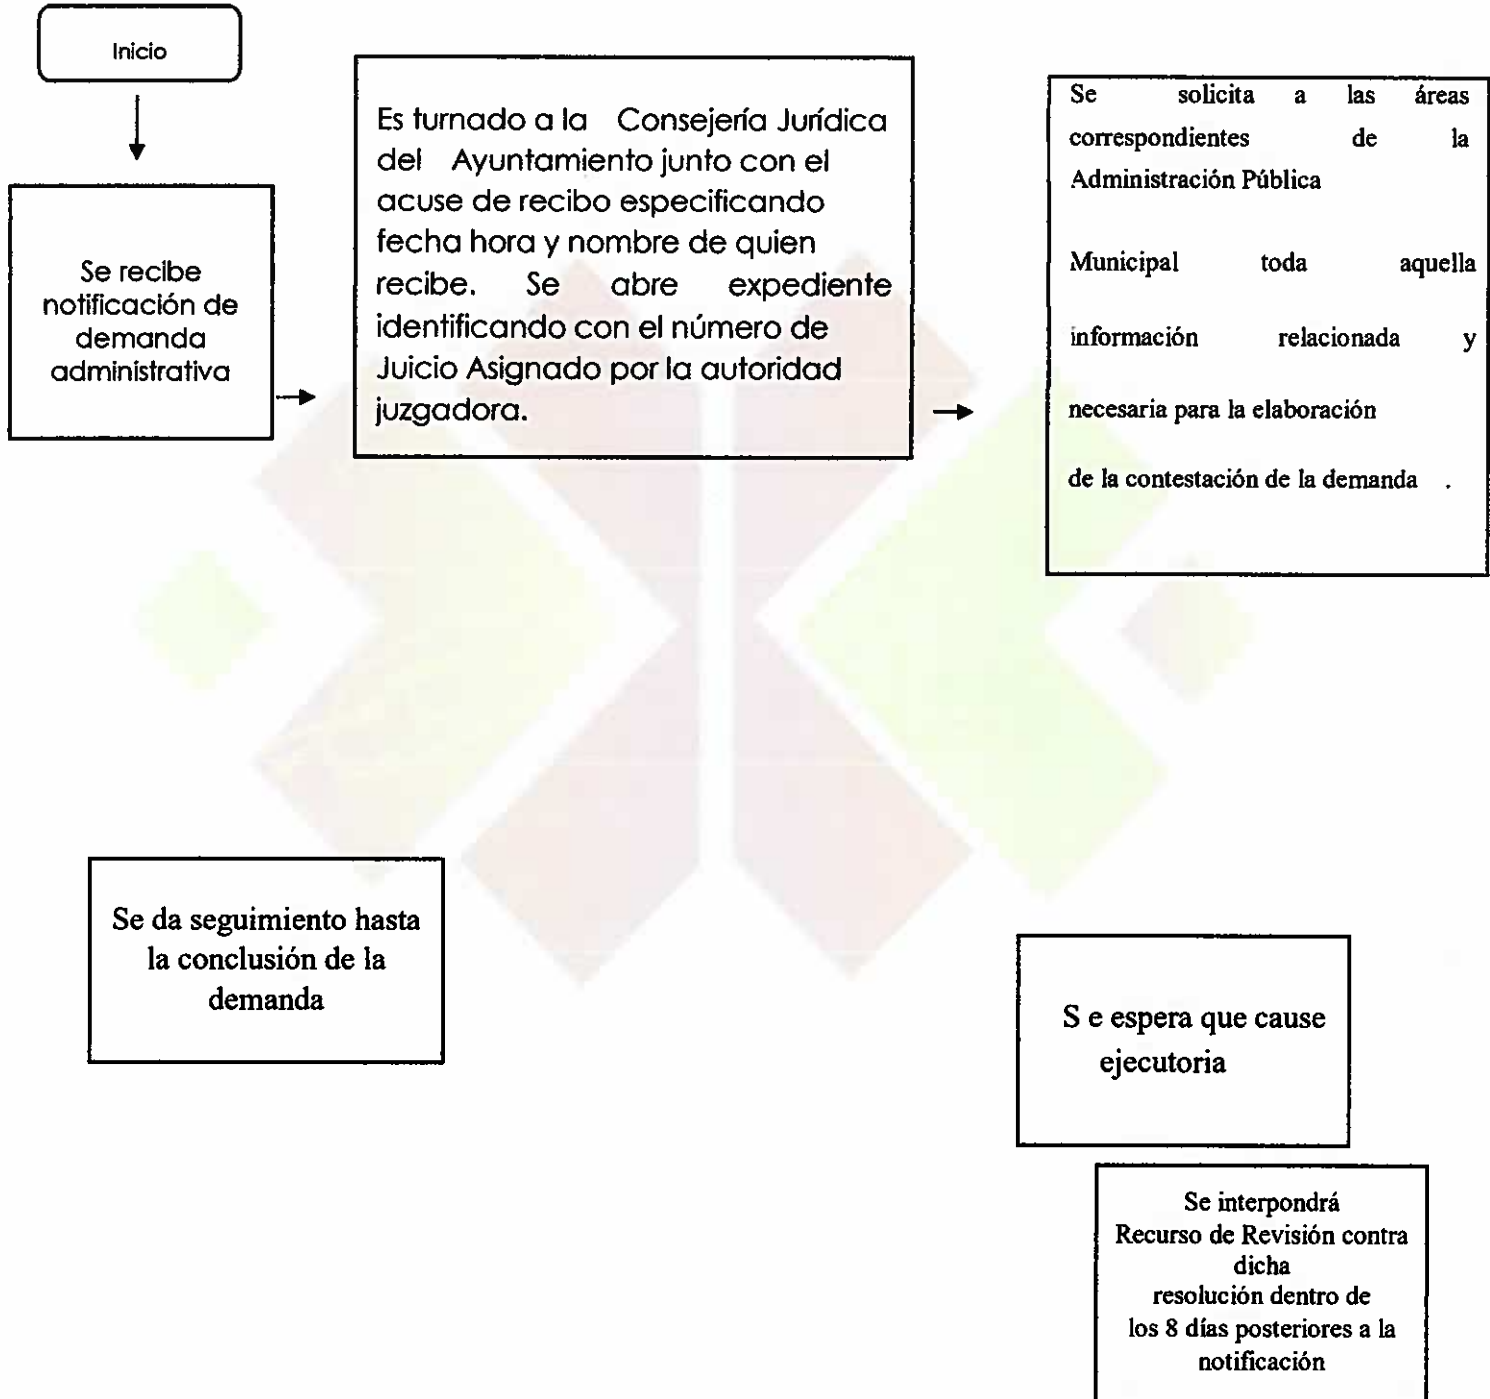 Inicio
Se recibe
notificación de
demanda
administrativa
Es turnado a la Consejería Jurídica
del Ayuntamiento junto con el
acuse de recibo especificando
fecha hora y nombre de quien
recibe. Se abre expediente
identificando con el número de
Juicio Asignado por la autoridad
juzgadora.
Se solicita a las áreas
correspondientes de la
Administración Pública
Municipal toda aquella
información relacionada y
necesaria para la elaboración
de la contestación de la demanda .
Se da seguimiento hasta
la conclusión de la
demanda
S e espera que cause
ejecutoria
Se interpondrá
Recurso de Revisión contra
dicha
resolución dentro de
los 8 días posteriores a la
notificación